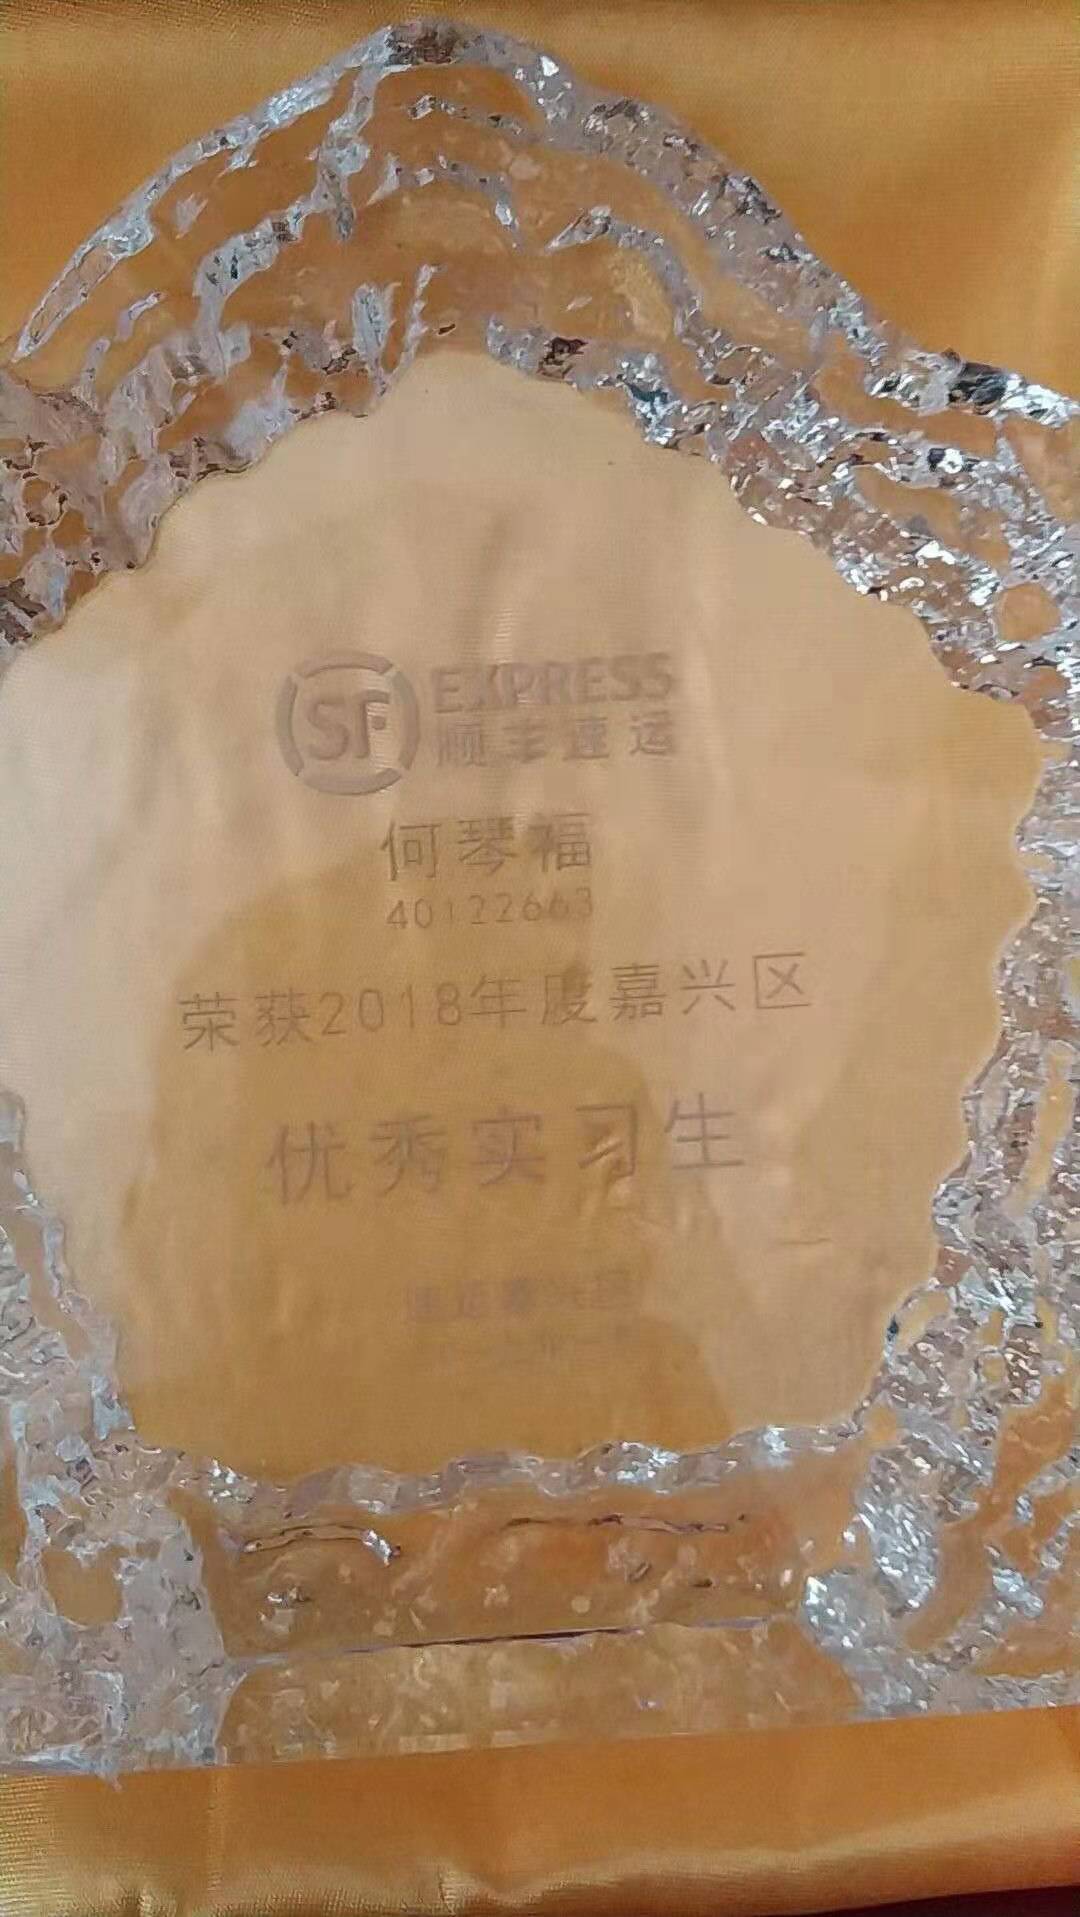 SF EXPRESS
顺丰速运
何琴福
40122663
荣获2018年度嘉兴区
优秀实习生